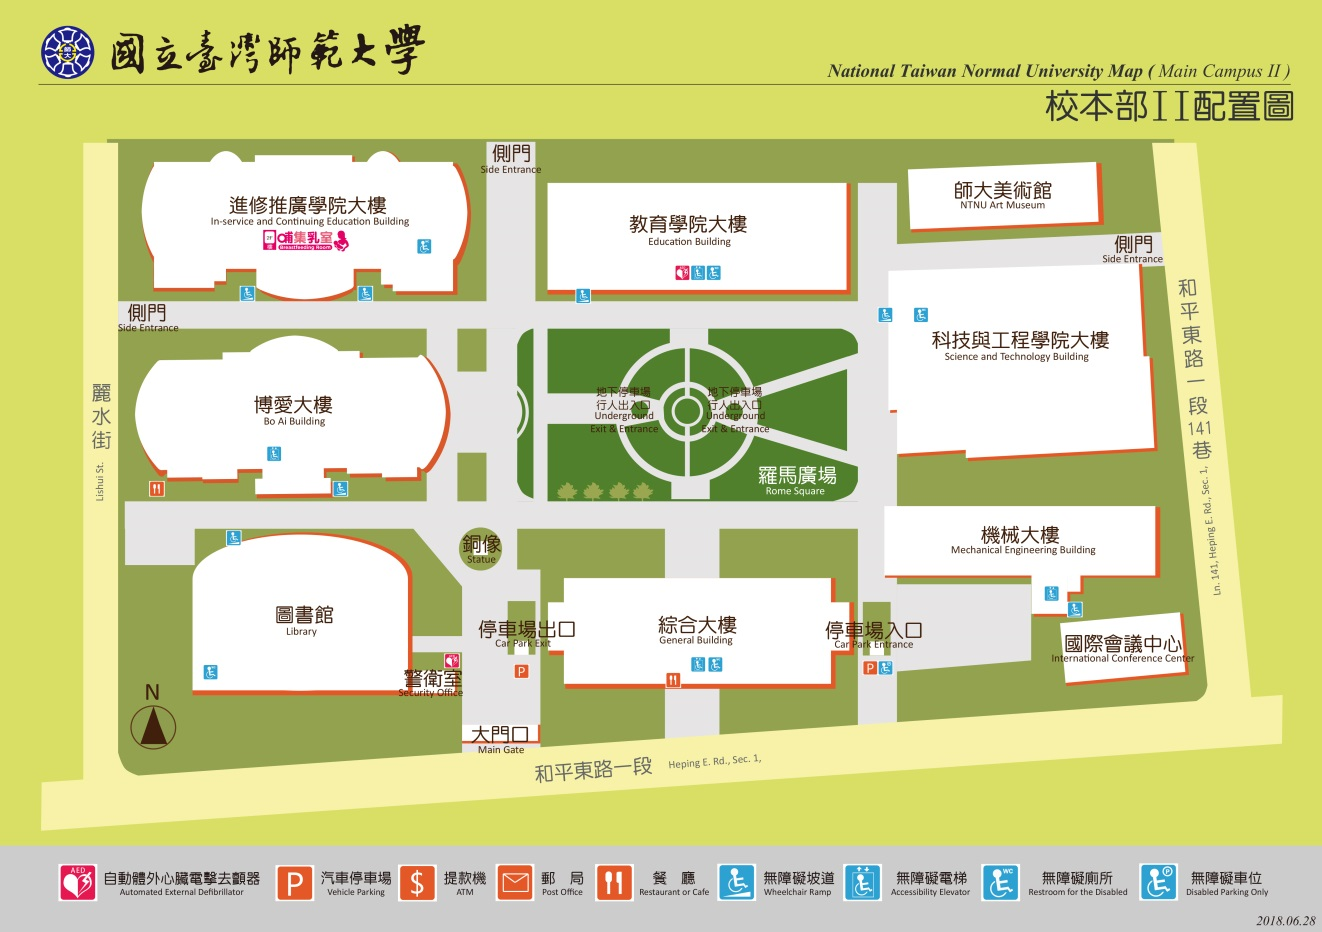 國立臺灣師範大學
National Taiwan Normal University Map ( Main Campus II )
校本部II配置圖
側門
Side Entrance
進修推廣學院大樓
In-service and Continuing Education Building
哺集乳室
Breastfeeding Room
教育學院大樓
Education Building
師大美術館
NTNU Art Museum
側門
Side Entrance
側門
Side Entrance
科技與工程學院大樓
Science and Technology Building
和平東路一段141巷
Ln. 141, Heping E. Rd., Sec. 1,
麗水街
Lishui St.
博愛大樓
Bo Ai Building
地下停車場
行人出入口
Underground
Exit & Entrance
地下停車場
行人出入口
Underground
Exit & Entrance
羅馬廣場
Rome Square
銅像
Statue
機械大樓
Mechanical Engineering Building
圖書館
Library
停車場出口
Car Park Exit
P
綜合大樓
General Building
停車場入口
Car Park Entrance
P
國際會議中心
International Conference Center
警衛室
Security Office
N
大門口
Main Gate
和平東路一段
Heping E. Rd., Sec. 1,
AED
自動體外心臟電擊去顫器
Automated External Defibrillator
P
汽車停車場
Vehicle Parking
$
提款機
ATM
郵 局
Post Office
餐 廳
Restaurant or Cafe
無障礙坡道
Wheelchair Ramp
無障礙電梯
Accessibility Elevator
WC
無障礙廁所
Restroom for the Disabled
P
無障礙車位
Disabled Parking Only
2018.06.28